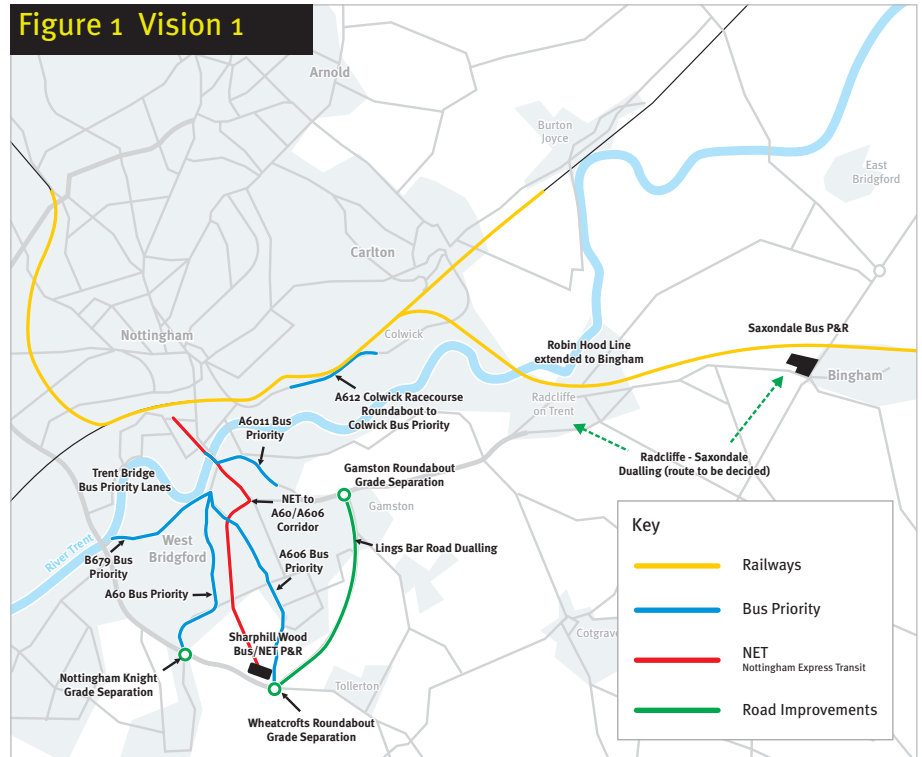 Figure 1 Vision 1
Arnold
Burton
Joyce
East
Bridgford
Carlton
Nottingham
Colwick
Robin Hood Line
extended to Bingham
Saxondale Bus P&R
Bingham
A612 Colwick Racecourse
Roundabout to
Colwick Bus Priority
Radcliffe
on Trent
A6011 Bus
Priority
Radcliffe - Saxondale
Dualling (route to be decided)
Trent Bridge
Bus Priority Lanes
Gamston Roundabout
Grade Separation
NET to
A60/A606
Corridor
Gamston
River Trent
West
Bridgford
B679 Bus
Priority
A606 Bus
Priority
Lings Bar Road Dualling
A60 Bus Priority
Sharphill Wood
Bus/NET P&R
Cotgrave
Nottingham Knight
Grade Separation
Tollerton
Wheatcrofts Roundabout
Grade Separation
Key
Railways
Bus Priority
NET
Nottingham Express Transit
Road Improvements